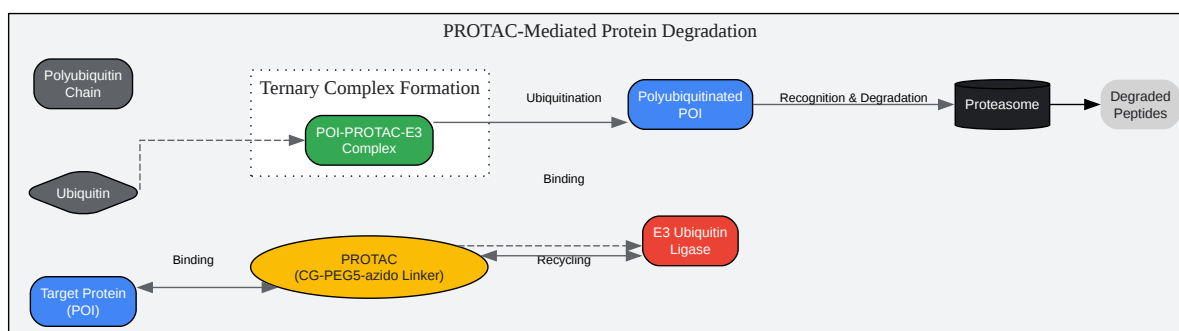 PROTAC-Mediated Protein Degradation
Polyubiquitin
Chain
Ternary Complex Formation
POI-PROTAC-E3
Complex
Ubiquitination
Polyubiquitinated
POI
Recognition & Degradation
Proteasome
Degraded
Peptides
Ubiquitin
Binding
E3 Ubiquitin
Ligase
Binding
PROTAC
(CG-PEG5-azido Linker)
Recycling
Target Protein
(POI)